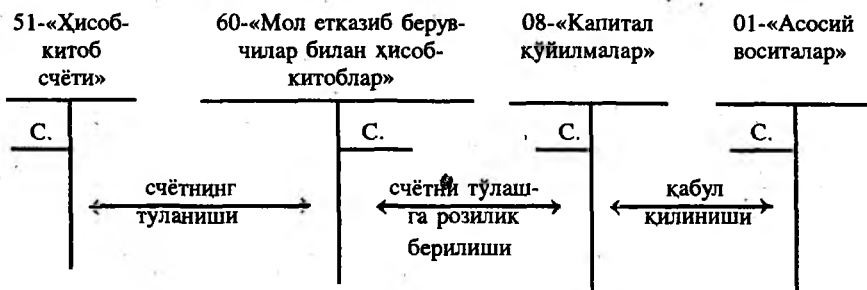 51-«Ҳисоб-
китоб
счёти»
60-«Мол етказиб берув-
чилар билан ҳисоб-
китоблар»
08-«Капитал
қўйилмалар»
01-«Асосий
воситалар»
С.
С.
С.
С.
счётнинг
туланиши
счётни тўлаш-
га розилик
берилиши
қабул
қилиниши